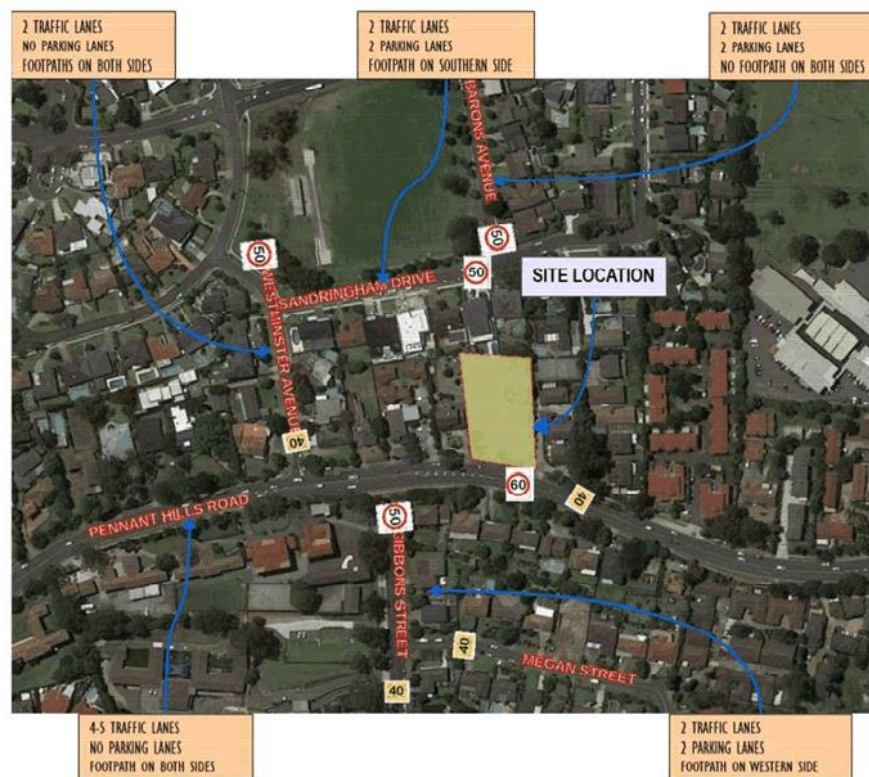 2 TRAFFIC LANES
NO PARKING LANES
FOOTPATHS ON BOTH SIDES
2 TRAFFIC LANES
2 PARKING LANES
FOOTPATH ON SOUTHERN SIDE
2 TRAFFIC LANES
2 PARKING LANES
NO FOOTPATH ON BOTH SIDES
BARONS AVENUE
50
50
50
SITE LOCATION
SANDRINGHAM DRIVE
WESTMINSTER AVENUE
40
60
40
PENNANT HILLS ROAD
50
GIBBONS STREET
40
MEGAN STREET
40
4-5 TRAFFIC LANES
NO PARKING LANES
FOOTPATH ON BOTH SIDES
2 TRAFFIC LANES
2 PARKING LANES
FOOTPATH ON WESTERN SIDE